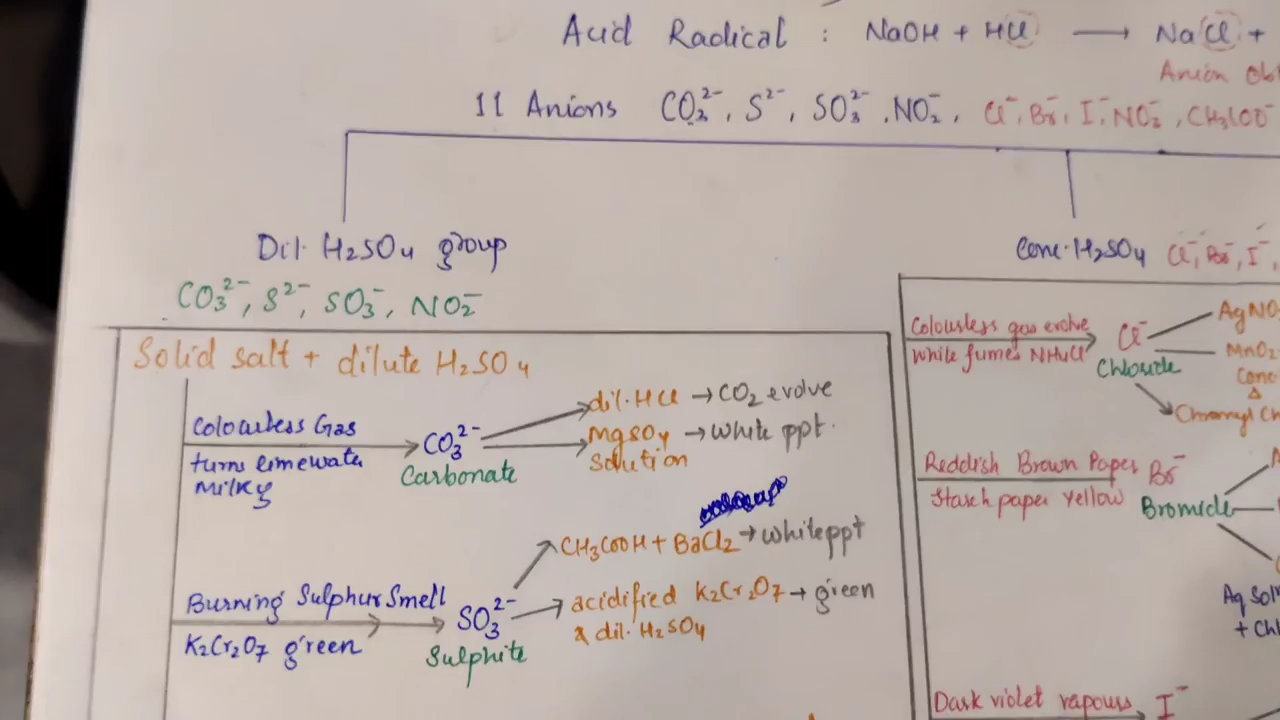 Acid Radical : NaOH + HCl → NaCl +
Anion Ob
11 Anions CO₃²⁻, S²⁻, SO₃²⁻, NO₂⁻, Cl⁻, Br⁻, I⁻, NO₃⁻, CH₃COO⁻
Dil. H₂SO₄ group
CO₃²⁻, S²⁻, SO₃⁻, NO₂⁻
Solid salt + dilute H₂SO₄
Colourless Gas
turns limewater
Milky
CO₃²⁻
Carbonate
dil. HCl → CO₂ evolve
MgSO₄ → white ppt.
Solution
Burning Sulphur Smell
K₂Cr₂O₇ green
SO₃²⁻
Sulphite
CH₃COOH + BaCl₂ → white ppt
acidified K₂Cr₂O₇ → green
& dil. H₂SO₄
Conc. H₂SO₄ Cl⁻, Br⁻, I⁻,
Colourless gas evolve
White fumes NH₄Cl
Cl⁻
Chloride
AgNO
MnO₂
Conc
Δ
Chromyl Ch
Reddish Brown Paper
Starch paper yellow
Br⁻
Bromide
Aq Sol
+ Chl
Dark violet vapours I⁻